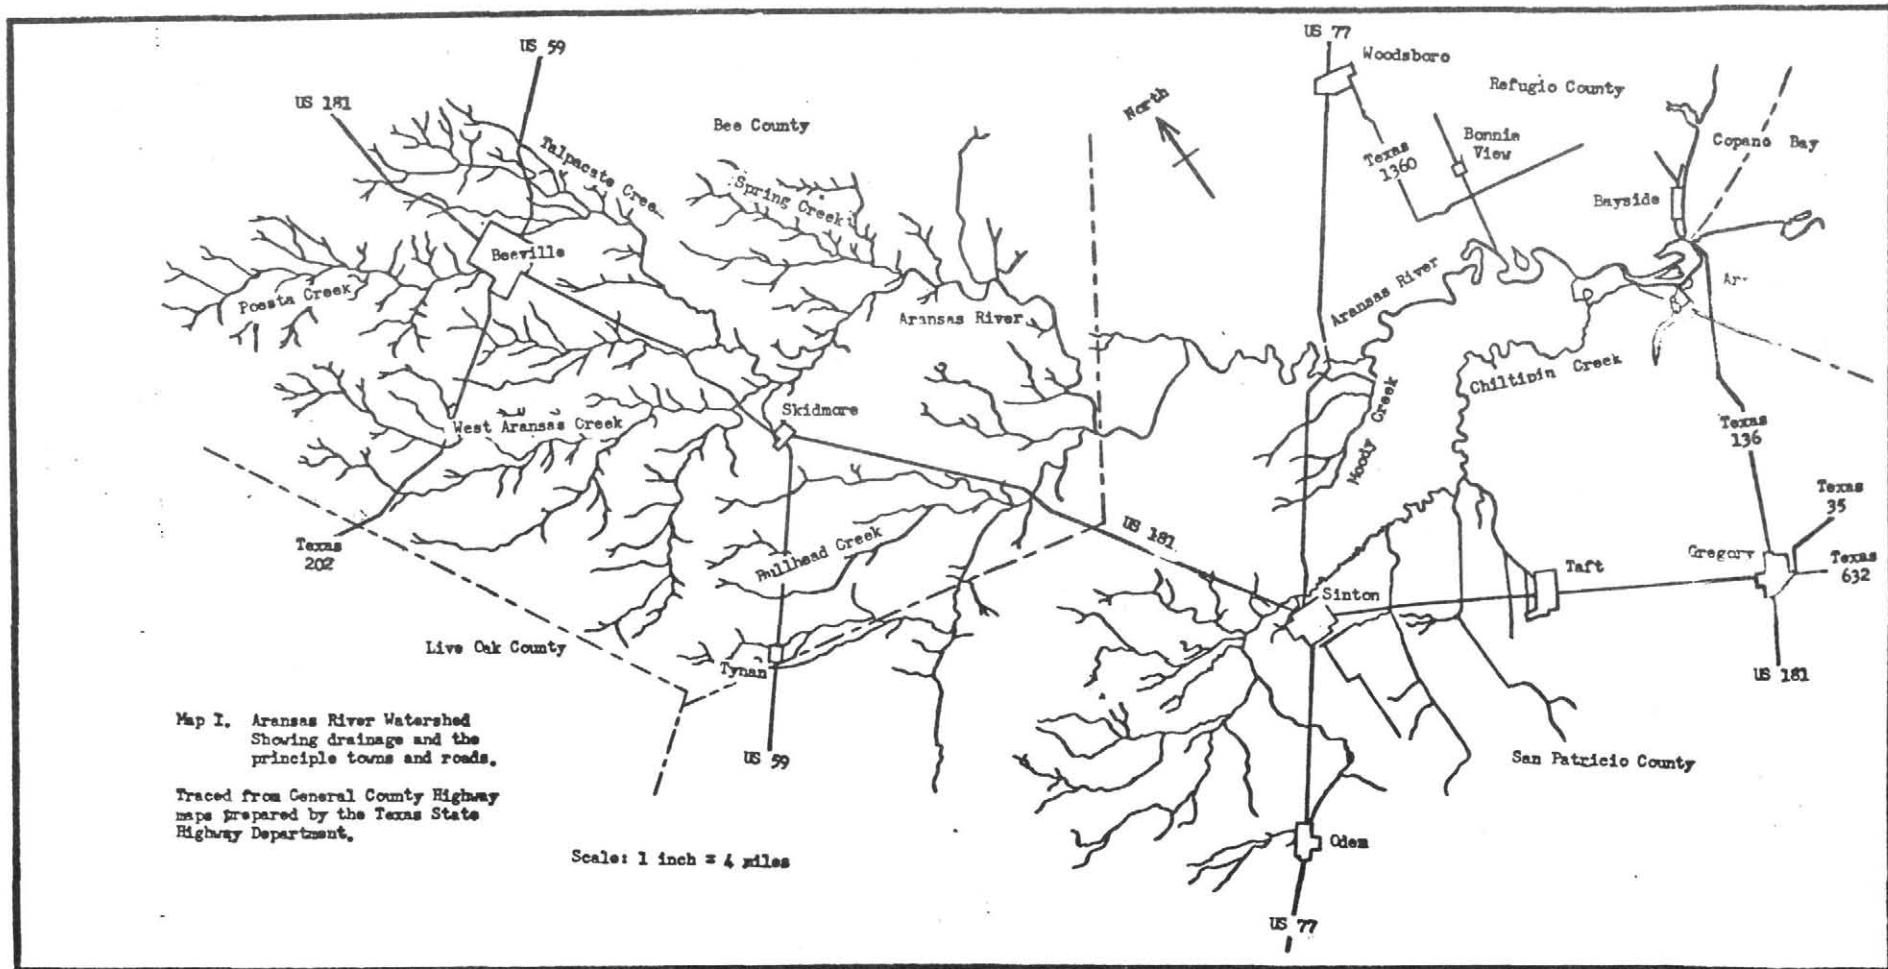 US 59
US 77
Woodsboro
US 181
Refugio County
Bee County
North
Talpacate Cree
Spring Creek
Texas
1360
Bonnie
View
Copano Bay
Bayside
Beeville
Poesta Creek
Aransas River
Aransas River
Ar-
Chiltipin Creek
Moody Creek
Skidmore
West Aransas Creek
Texas
136
Texas
35
US 181
Texas
202
Bullhead Creek
Gregory
Texas
632
Taft
Sinton
Live Oak County
Tynan
US 181
Map I. Aransas River Watershed
Showing drainage and the
principle towns and roads.
US 59
San Patricio County
Traced from General County Highway
maps prepared by the Texas State
Highway Department.
Scale: 1 inch = 4 miles
Odem
US 77